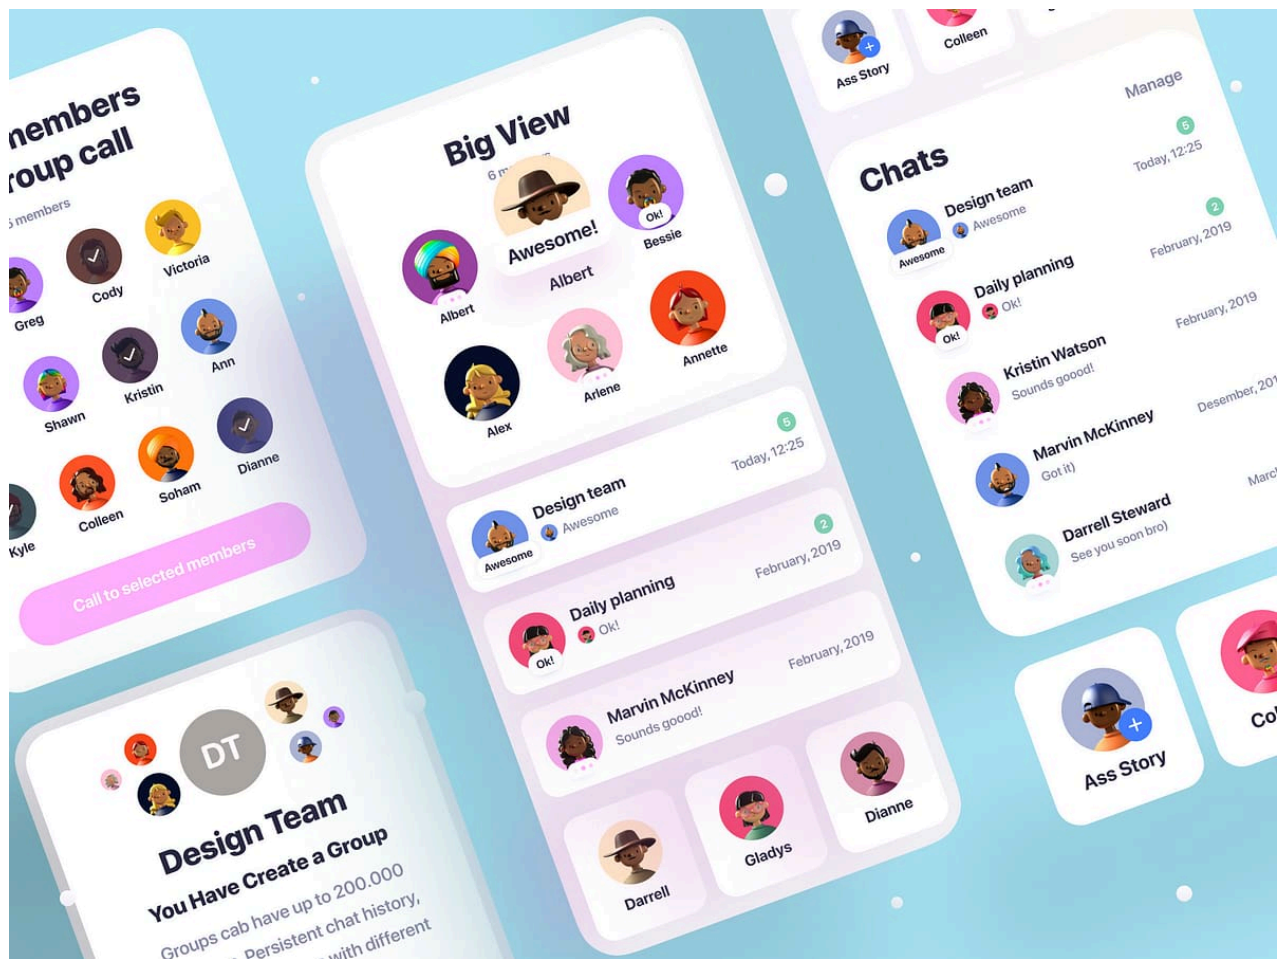 members
roup call
5 members
Greg
Cody
Victoria
Shawn
Kristin
Ann
Kyle
Colleen
Soham
Dianne
Call to selected members
DT
Design Team
You Have Create a Group
Groups cab have up to 200.000
Persistent chat history,
with different
Big View
Albert
Awesome!
Albert
Ok!
Bessie
Alex
Arlene
Annette
Design team
Awesome
Awesome
5
Today, 12:25
Daily planning
Ok!
Ok!
2
February, 2019
Marvin McKinney
Sounds goood!
February, 2019
Darrell
Gladys
Dianne
Ass Story
Colleen
Manage
Chats
Design team
Awesome
Awesome
5
Today, 12:25
Daily planning
Ok!
Ok!
2
February, 2019
Kristin Watson
Sounds goood!
February, 2019
Marvin McKinney
Got it)
Desember, 201
Darrell Steward
See you soon bro)
March
Ass Story
Col